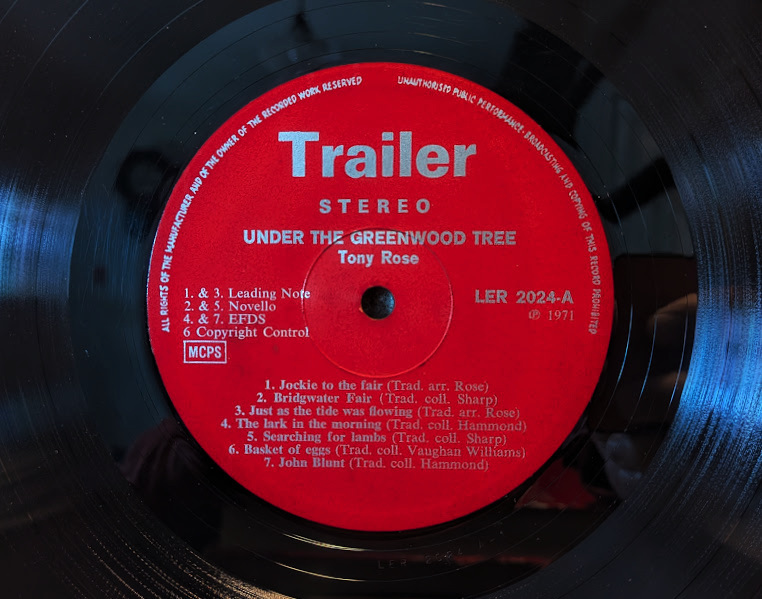 ALL RIGHTS OF THE MANUFACTURER AND OF THE OWNER OF THE RECORDED WORK RESERVED
UNAUTHORISED PUBLIC PERFORMANCE, BROADCASTING AND COPYING OF THIS RECORD PROHIBITED
Trailer
STEREO
UNDER THE GREENWOOD TREE
Tony Rose
1. & 3. Leading Note
2. & 5. Novello
4. & 7. EFDS
6 Copyright Control
MCPS
LER 2024-A
℗ 1971
1. Jockie to the fair (Trad. arr. Rose)
2. Bridgwater Fair (Trad. coll. Sharp)
3. Just as the tide was flowing (Trad. arr. Rose)
4. The lark in the morning (Trad. coll. Hammond)
5. Searching for lambs (Trad. coll. Sharp)
6. Basket of eggs (Trad. coll. Vaughan Williams)
7. John Blunt (Trad. coll. Hammond)